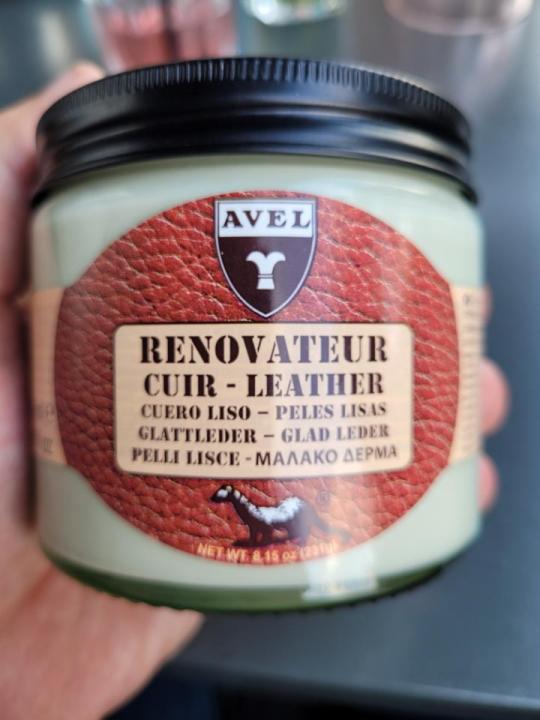 AVEL
RENOVATEUR
CUIR - LEATHER
CUERO LISO – PELES LISAS
GLATTLEDER – GLAD LEDER
PELLI LISCE - ΜΑΛΑΚΟ ΔΕΡΜΑ
®
NET WT. 8.15 oz (231g)